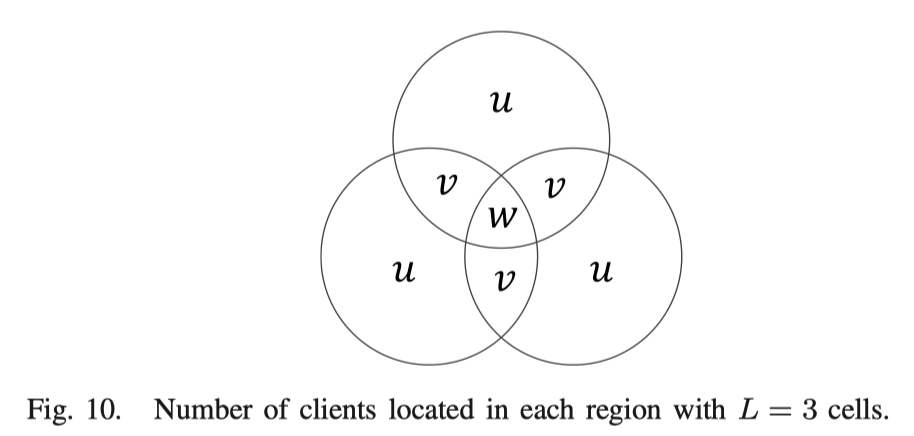 u
v v
w
u v u
Fig. 10. Number of clients located in each region with L = 3 cells.